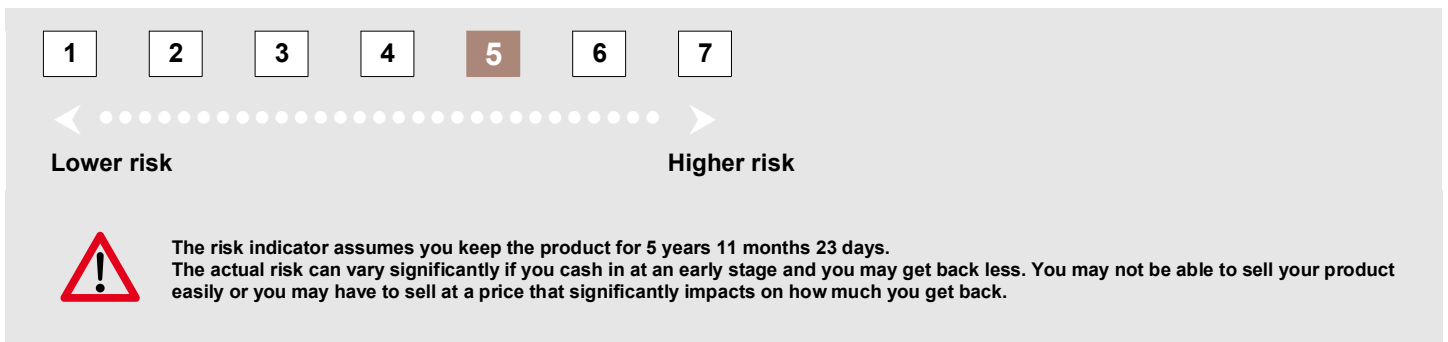 1 2 3 4 5 6 7
Lower risk Higher risk
The risk indicator assumes you keep the product for 5 years 11 months 23 days.
The actual risk can vary significantly if you cash in at an early stage and you may get back less. You may not be able to sell your product
easily or you may have to sell at a price that significantly impacts on how much you get back.